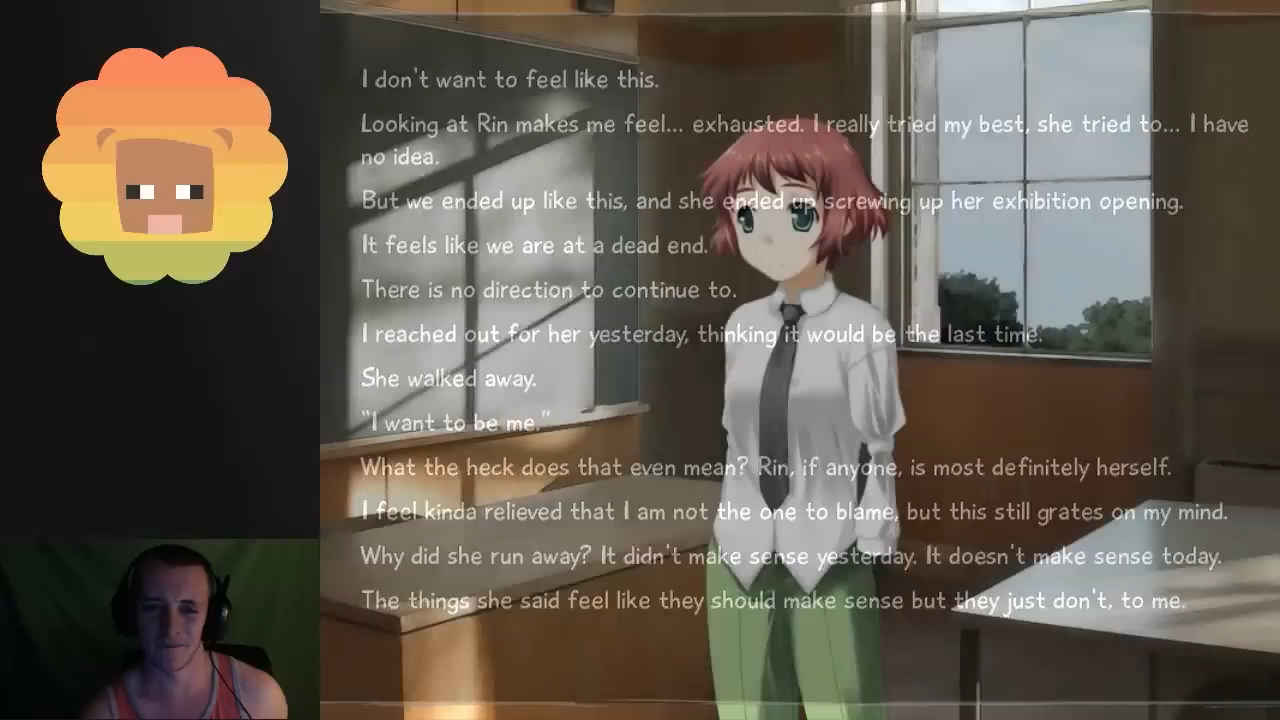 I don't want to feel like this.
Looking at Rin makes me feel... exhausted. I really tried my best, she tried to... I have
no idea.
But we ended up like this, and she ended up screwing up her exhibition opening.
It feels like we are at a dead end.
There is no direction to continue to.
I reached out for her yesterday, thinking it would be the last time.
She walked away.
“I want to be me.”
What the heck does that even mean? Rin, if anyone, is most definitely herself.
I feel kinda relieved that I am not the one to blame, but this still grates on my mind.
Why did she run away? It didn't make sense yesterday. It doesn't make sense today.
The things she said feel like they should make sense but they just don't, to me.